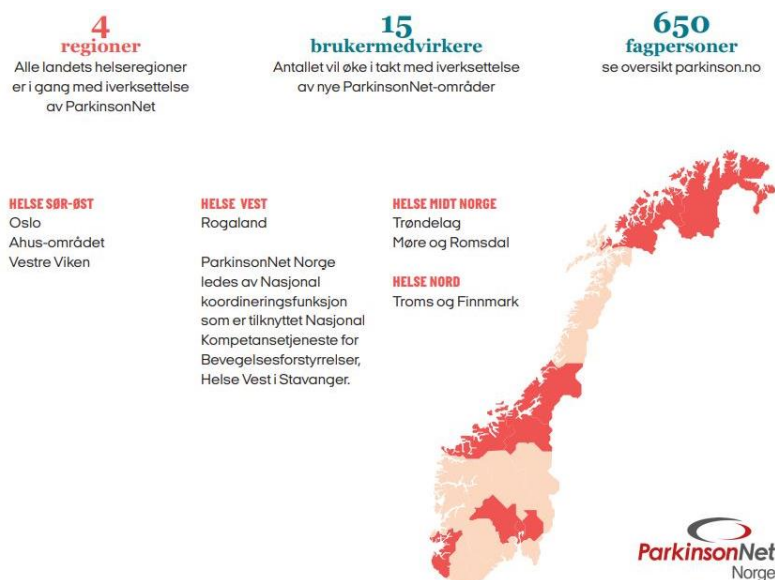 4
regioner
Alle landets helseregioner
er i gang med iverksettelse
av ParkinsonNet
15
brukermedvirkere
Antallet vil øke i takt med iverksettelse
av nye ParkinsonNet-områder
650
fagpersoner
se oversikt parkinson.no
HELSE SØR-ØST
Oslo
Ahus-området
Vestre Viken
HELSE VEST
Rogaland
ParkinsonNet Norge
ledes av Nasjonal
koordineringsfunksjon
som er tilknyttet Nasjonal
Kompetansetjeneste for
Bevegelsesforstyrrelser,
Helse Vest i Stavanger.
HELSE MIDT NORGE
Trøndelag
Møre og Romsdal
HELSE NORD
Troms og Finnmark
ParkinsonNet
Norge